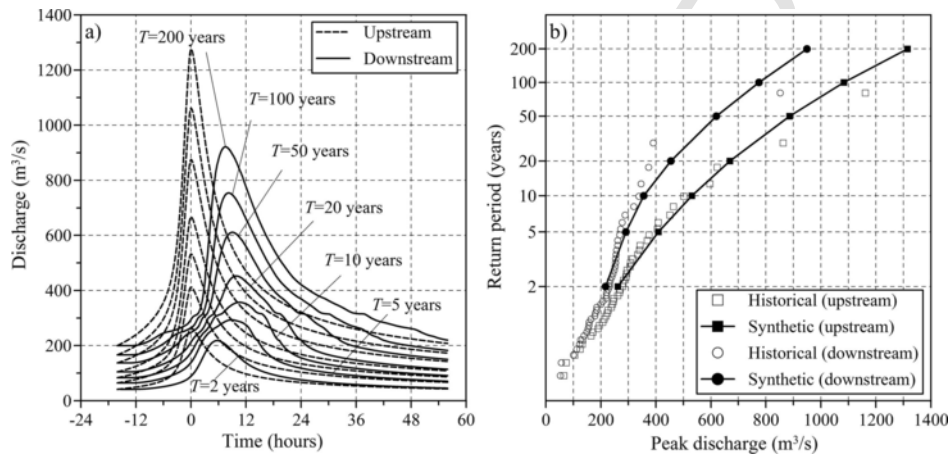 a)
Upstream
Downstream
T=200 years
T=100 years
T=50 years
T=20 years
T=10 years
T=5 years
T=2 years
1400
1200
1000
800
600
400
200
0
Discharge (m³/s)
-24
-12
0
12
24
36
48
60
Time (hours)
b)
200
100
50
20
10
5
2
Return period (years)
Historical (upstream)
Synthetic (upstream)
Historical (downstream)
Synthetic (downstream)
0
200
400
600
800
1000
1200
1400
Peak discharge (m³/s)